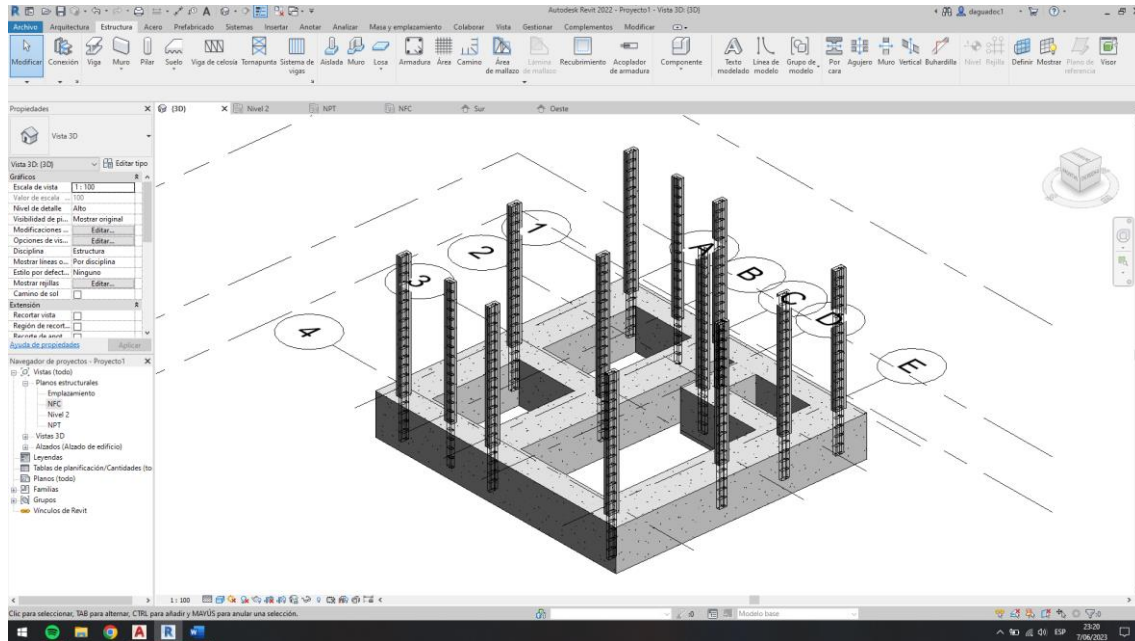 Autodesk Revit 2022 - Proyecto1 - Vista 3D: {3D}
deguadoc1
Archivo Arquitectura Estructura Acero Prefabricado Sistemas Insertar Anotar Analizar Masa y emplazamiento Colaborar Vista Gestionar Complementos Modificar
Modificar Conexión Viga Muro Pilar Suelo Viga de celosía Tornapunta Sistema de vigas Aislada Muro Losa Armadura Área Camino Área de mallazo Lámina de mallazo Recubrimiento Acoplador de armadura Componente Texto modelado Línea de modelo Grupo de modelo Por cara Agujero Muro Vertical Buhardilla Nivel Rejilla Definir Mostrar Plano de referencia Visor
Propiedades
{3D} Nivel 2 NPT NFC Sur Oeste
Vista 3D
Vista 3D: {3D}
Editar tipo
Gráficos
Escala de vista 1 : 100
Valor de escala ... 100
Nivel de detalle Alto
Visibilidad de pi... Mostrar original
Modificaciones ... Editar...
Opciones de vis... Editar...
Disciplina Estructura
Mostrar líneas o... Por disciplina
Estilo por defect... Ninguno
Mostrar rejillas Editar...
Camino de sol
Extensión
Recortar vista
Región de recort...
Recorte de anot...
Ayuda de propiedades Aplicar
Navegador de proyectos - Proyecto1
Vistas (todo)
Planos estructurales
Emplazamiento
NFC
Nivel 2
NPT
Vistas 3D
Alzados (Alzado de edificio)
Leyendas
Tablas de planificación/Cantidades (to
Planos (todo)
Familias
Grupos
Vínculos de Revit
1
2
3
4
A
B
C
D
E
1 : 100
Clic para seleccionar, TAB para alternar, CTRL para añadir y MAYÚS para anular una selección.
:0
Modelo base
:0
ESP
23:20
7/06/2023